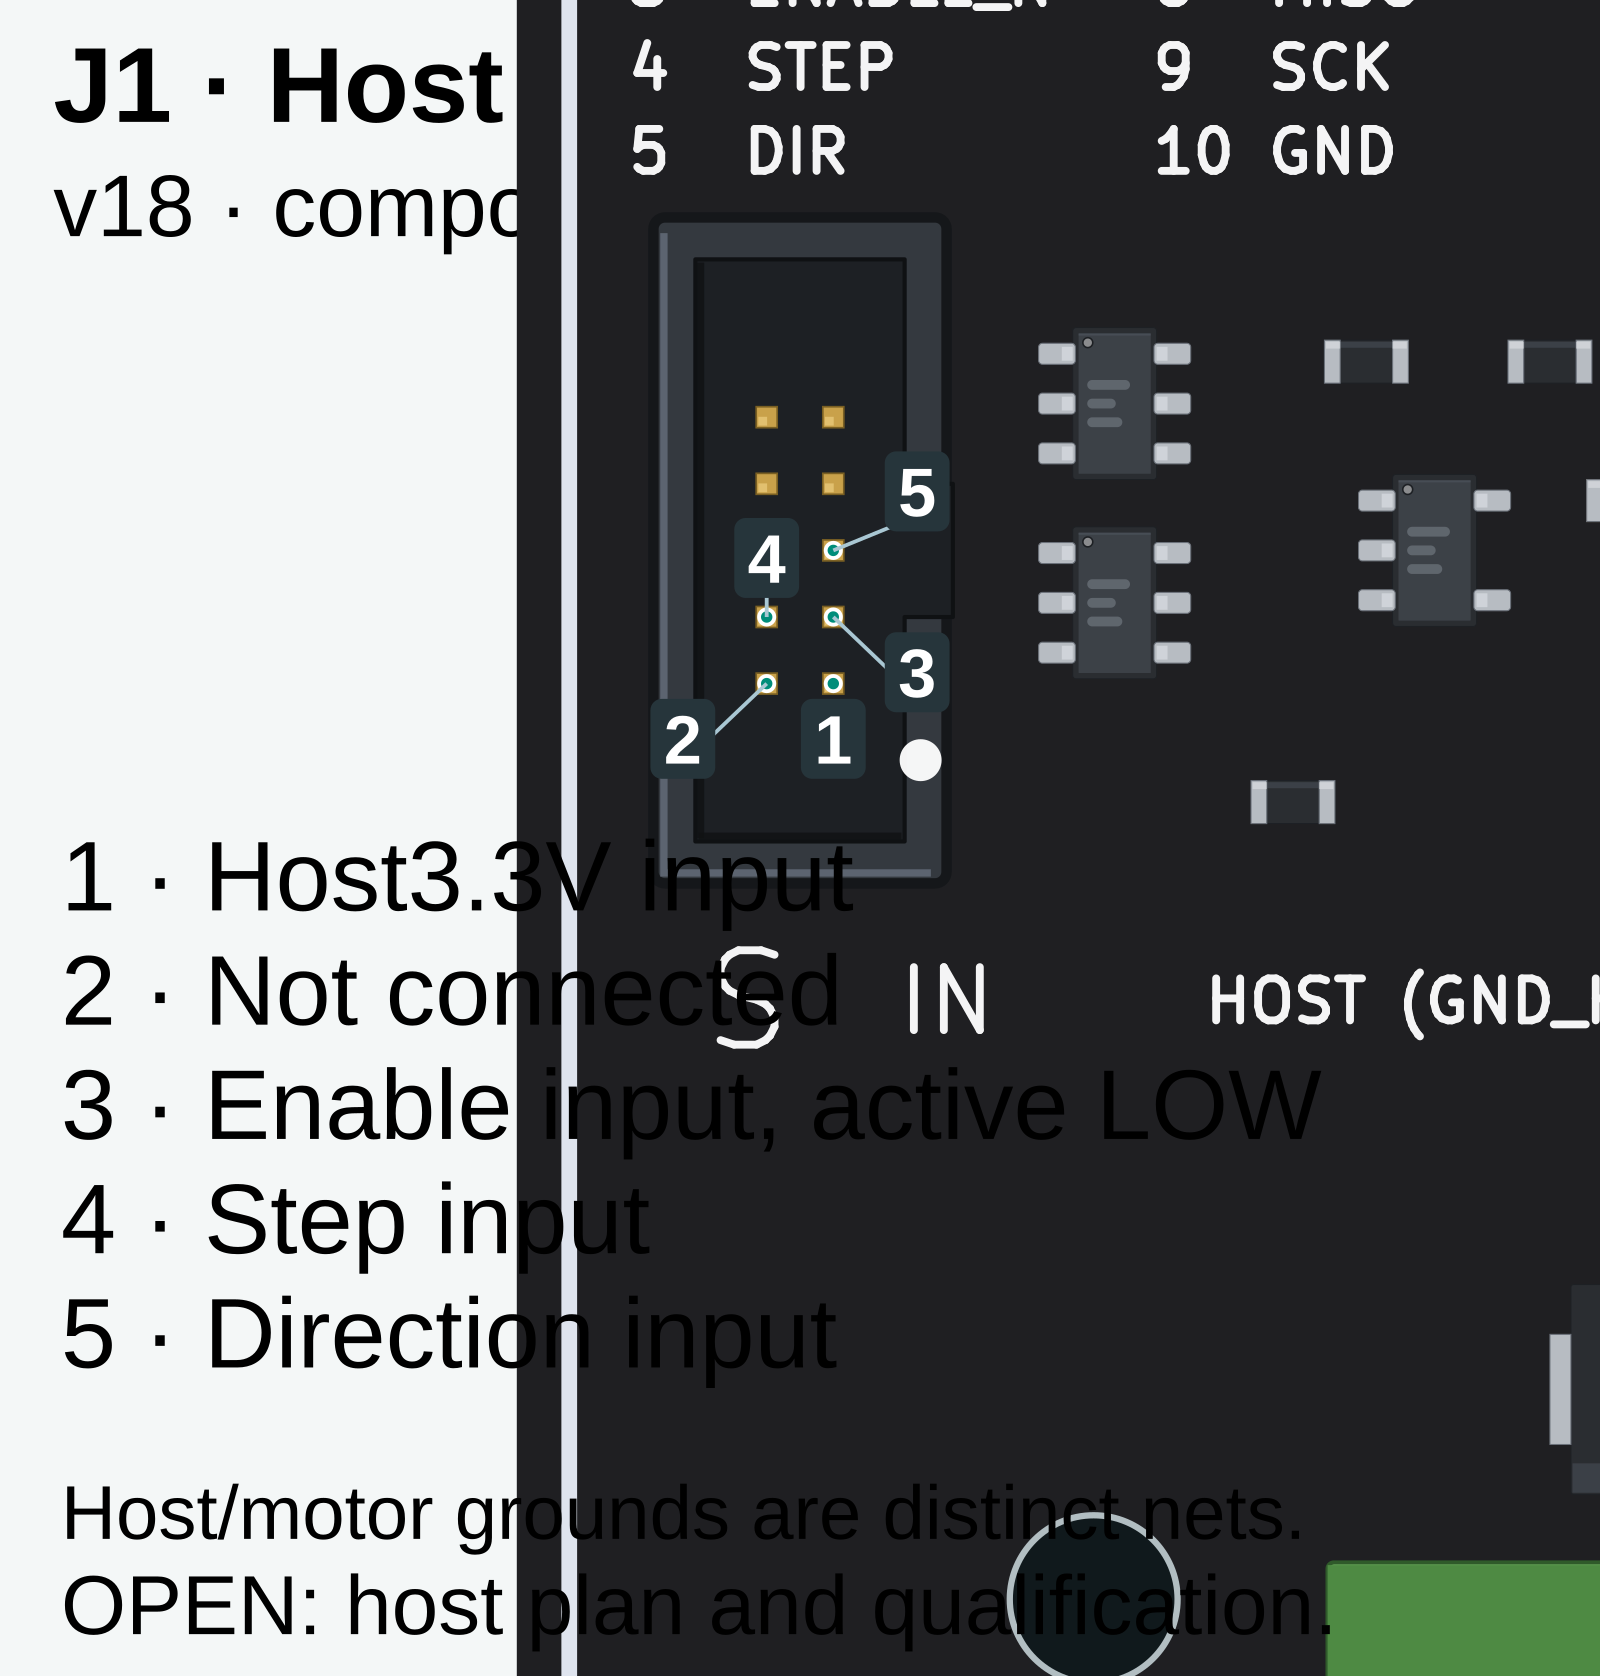 J1 · Host
v18 · compo
4 STEP 9 SCK
5 DIR 10 GND
5
4
3
2 1
1 · Host3.3V input
2 · Not connected
S IN HOST (GND_
3 · Enable input, active LOW
4 · Step input
5 · Direction input
Host/motor grounds are distinct nets.
OPEN: host plan and qualification.